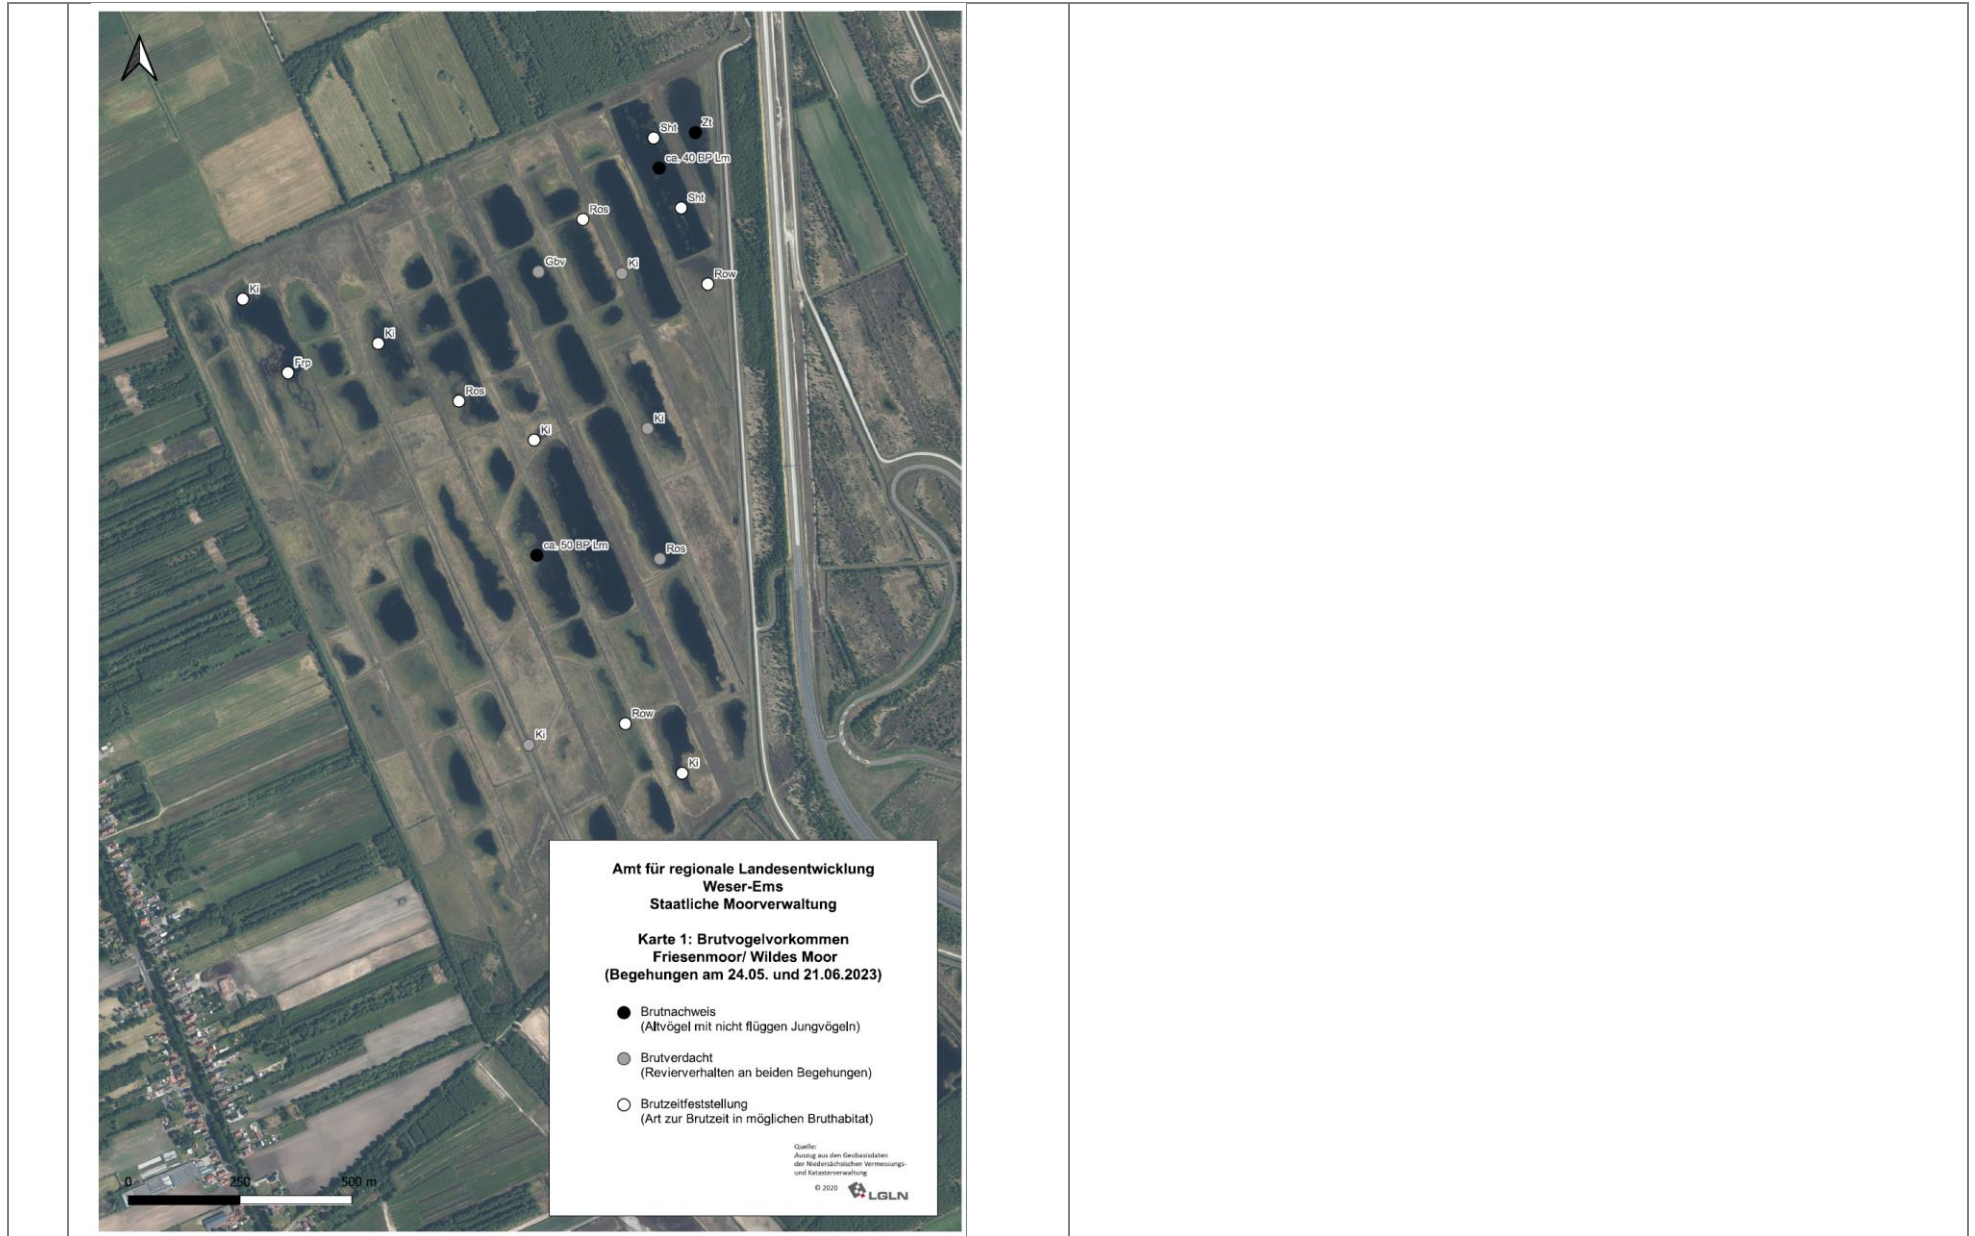 Zt
Sht
ca. 40 BP Lm
Sht
Ros
Gbv
Ki
Row
Ki
Ki
Frp
Ros
Ki
Ki
ca. 50 BP Lm
Ros
Row
Ki
Ki
Amt für regionale Landesentwicklung
Weser-Ems
Staatliche Moorverwaltung
Karte 1: Brutvogelvorkommen
Friesenmoor/ Wildes Moor
(Begehungen am 24.05. und 21.06.2023)
Brutnachweis
(Altvögel mit nicht flüggen Jungvögeln)
Brutverdacht
(Revierverhalten an beiden Begehungen)
Brutzeitfeststellung
(Art zur Brutzeit in möglichen Bruthabitat)
Quelle:
Auszug aus den Geobasisdaten
der Niedersächsischen Vermessungs-
und Katasterverwaltung
© 2020 LGLN
0 250 500 m